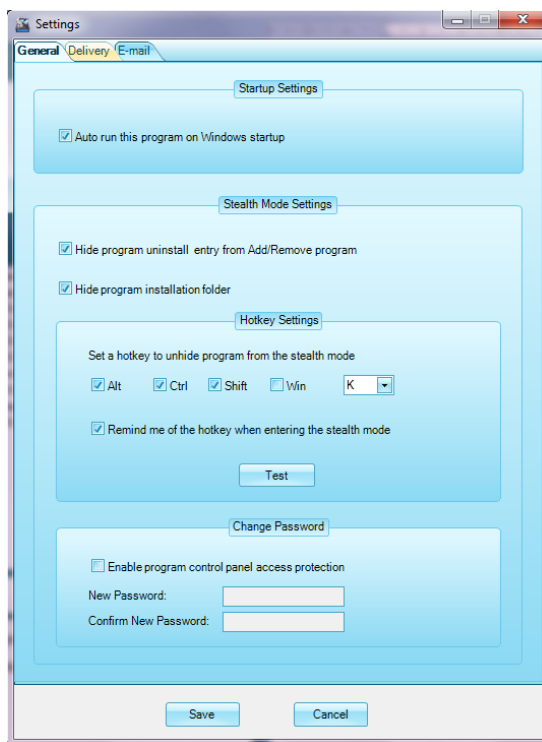 Settings
General Delivery E-mail
Startup Settings
Auto run this program on Windows startup
Stealth Mode Settings
Hide program uninstall entry from Add/Remove program
Hide program installation folder
Hotkey Settings
Set a hotkey to unhide program from the stealth mode
Alt Ctrl Shift Win K
Remind me of the hotkey when entering the stealth mode
Test
Change Password
Enable program control panel access protection
New Password:
Confirm New Password:
Save Cancel